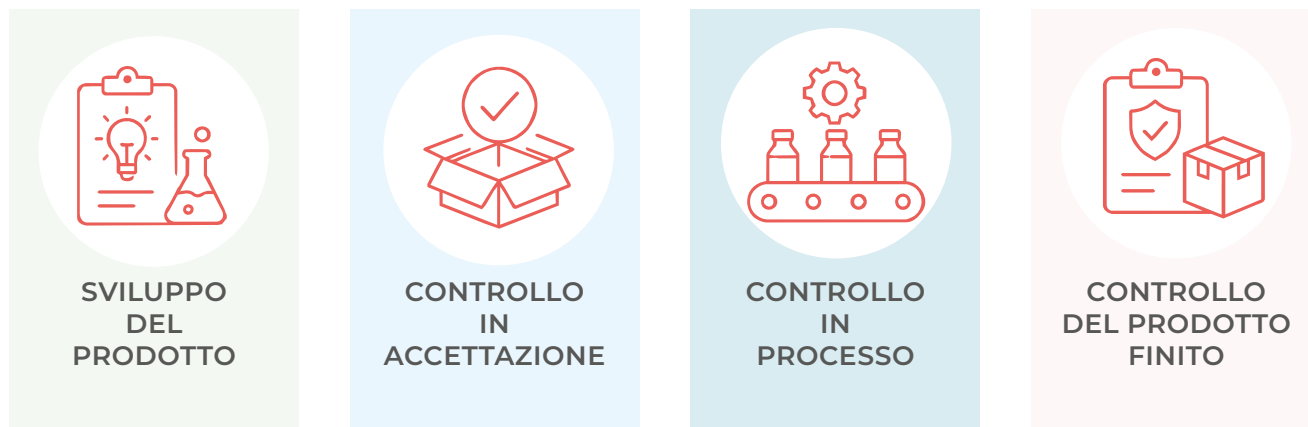 SVILUPPO
DEL
PRODOTTO
CONTROLLO
IN
ACCETTAZIONE
CONTROLLO
IN
PROCESSO
CONTROLLO
DEL PRODOTTO
FINITO